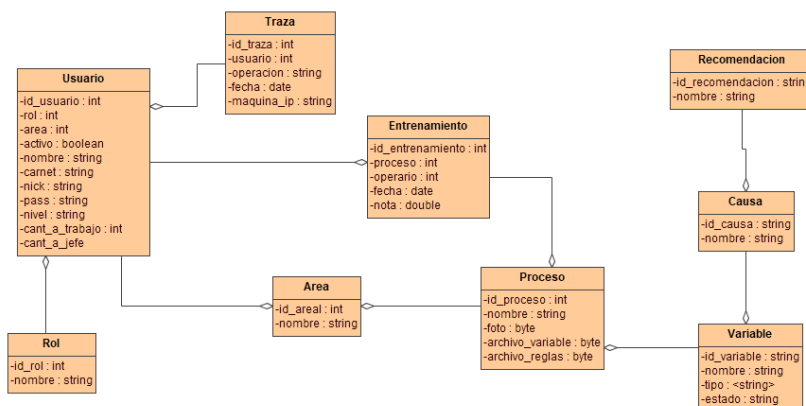 Traza
-id_traza : int
-usuario : int
-operacion : string
-fecha : date
-maquina_ip : string
Usuario
-id_usuario : int
-rol : int
-area : int
-activo : boolean
-nombre : string
-carnet : string
-nick : string
-pass : string
-nivel : string
-cant_a_trabajo : int
-cant_a_jefe
Recomendacion
-id_recomendacion : string
-nombre : string
Entrenamiento
-id_entrenamiento : int
-proceso : int
-operario : int
-fecha : date
-nota : double
Causa
-id_causa : string
-nombre : string
Area
-id_areal : int
-nombre : string
Proceso
-id_proceso : int
-nombre : string
-foto : byte
-archivo_variable : byte
-archivo_reglas : byte
Rol
-id_rol : int
-nombre : string
Variable
-id_variable : string
-nombre : string
-tipo : <string>
-estado : string